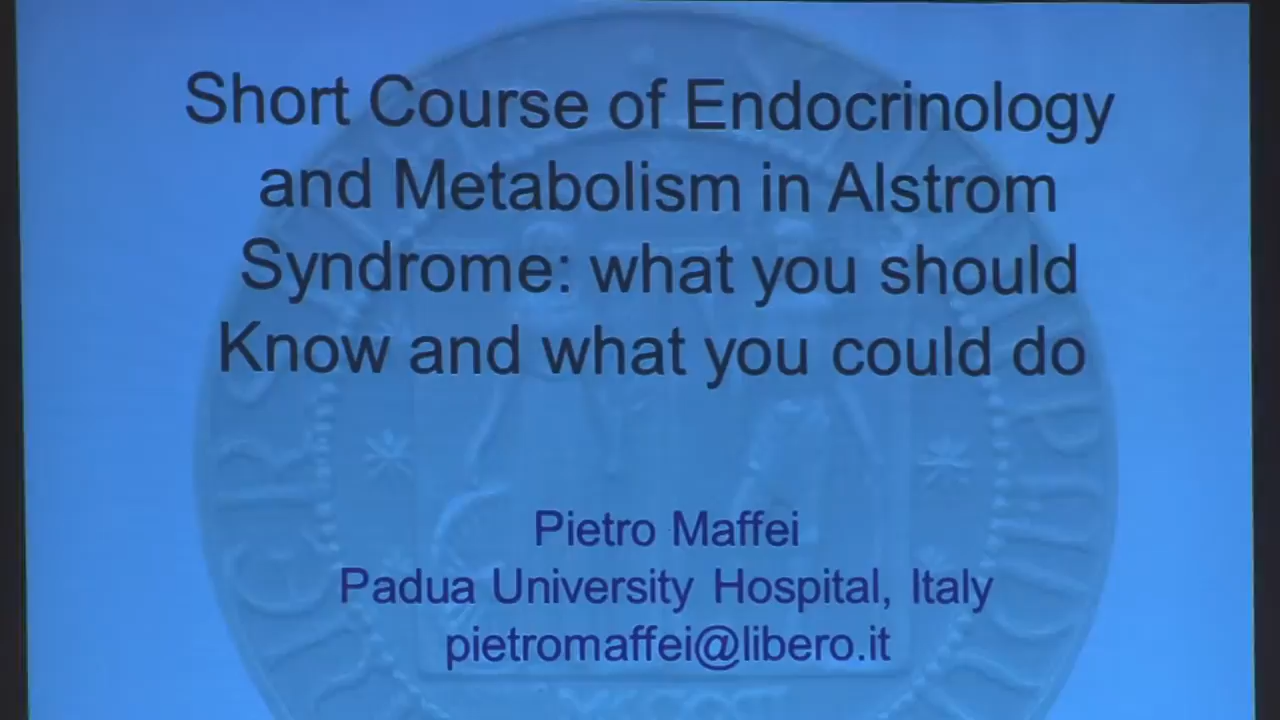 Short Course of Endocrinology
and Metabolism in Alstrom
Syndrome: what you should
Know and what you could do
Pietro Maffei
Padua University Hospital, Italy
pietromaffei@libero.it